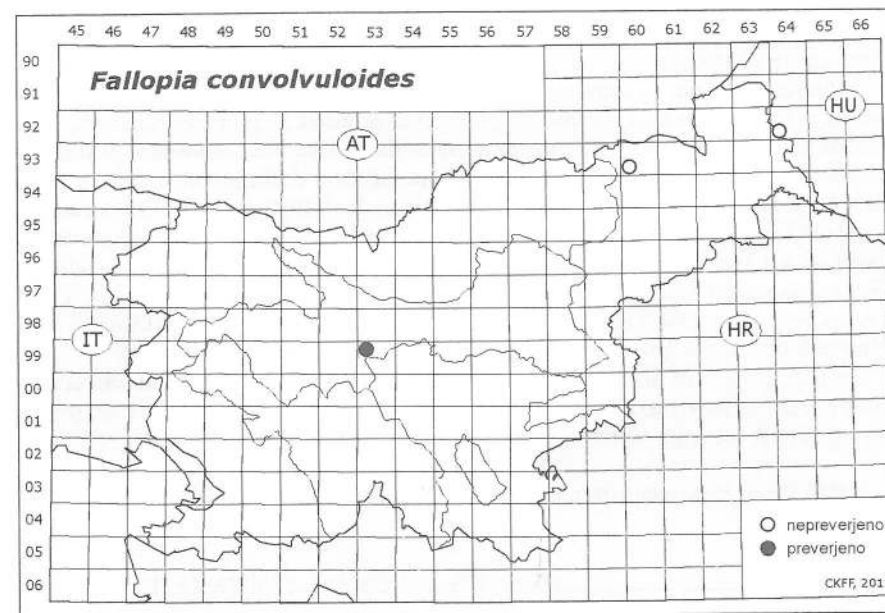 45 46 47 48 49 50 51 52 53 54 55 56 57 58 59 60 61 62 63 64 65 66
90
Fallopia convolvuloides
91
HU
92
AT
93
94
95
96
97
98
IT
HR
99
00
01
02
03
04
nepreverjeno
05
preverjeno
06
CKFF, 201